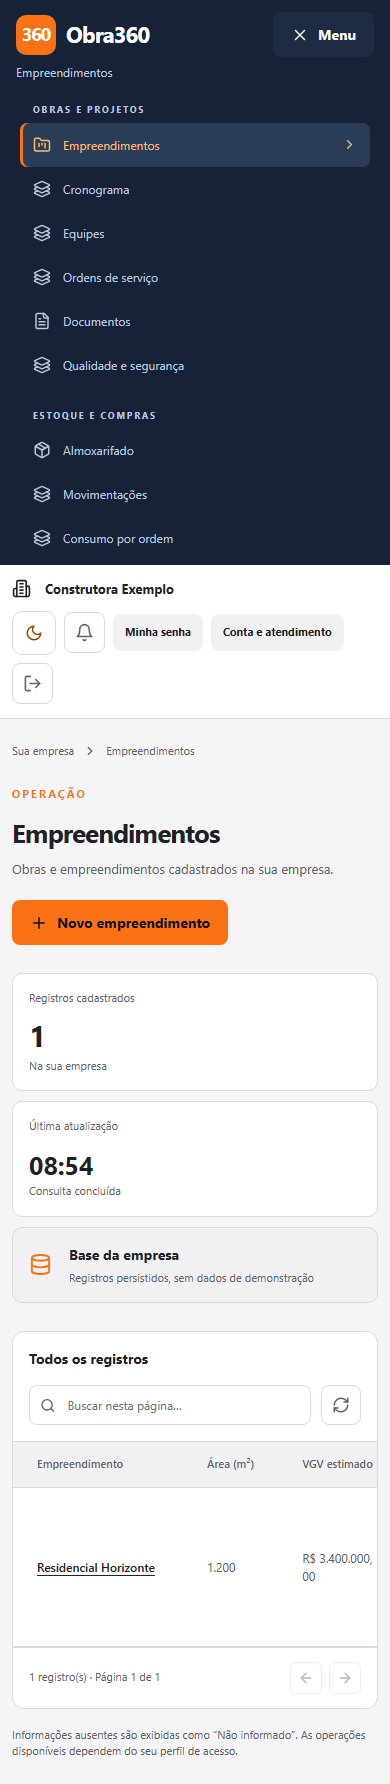 360 Obra360
Menu
Empreendimentos
OBRAS E PROJETOS
Empreendimentos
Cronograma
Equipes
Ordens de serviço
Documentos
Qualidade e segurança
ESTOQUE E COMPRAS
Almoxarifado
Movimentações
Consumo por ordem
Construtora Exemplo
Minha senha
Conta e atendimento
Sua empresa > Empreendimentos
OPERAÇÃO
Empreendimentos
Obras e empreendimentos cadastrados na sua empresa.
+ Novo empreendimento
Registros cadastrados
1
Na sua empresa
Última atualização
08:54
Consulta concluída
Base da empresa
Registros persistidos, sem dados de demonstração
Todos os registros
Buscar nesta página...
Empreendimento Área (m²) VGV estimado
Residencial Horizonte 1.200 R$ 3.400.000,
00
1 registro(s) · Página 1 de 1
Informações ausentes são exibidas como “Não informado”. As operações
disponíveis dependem do seu perfil de acesso.